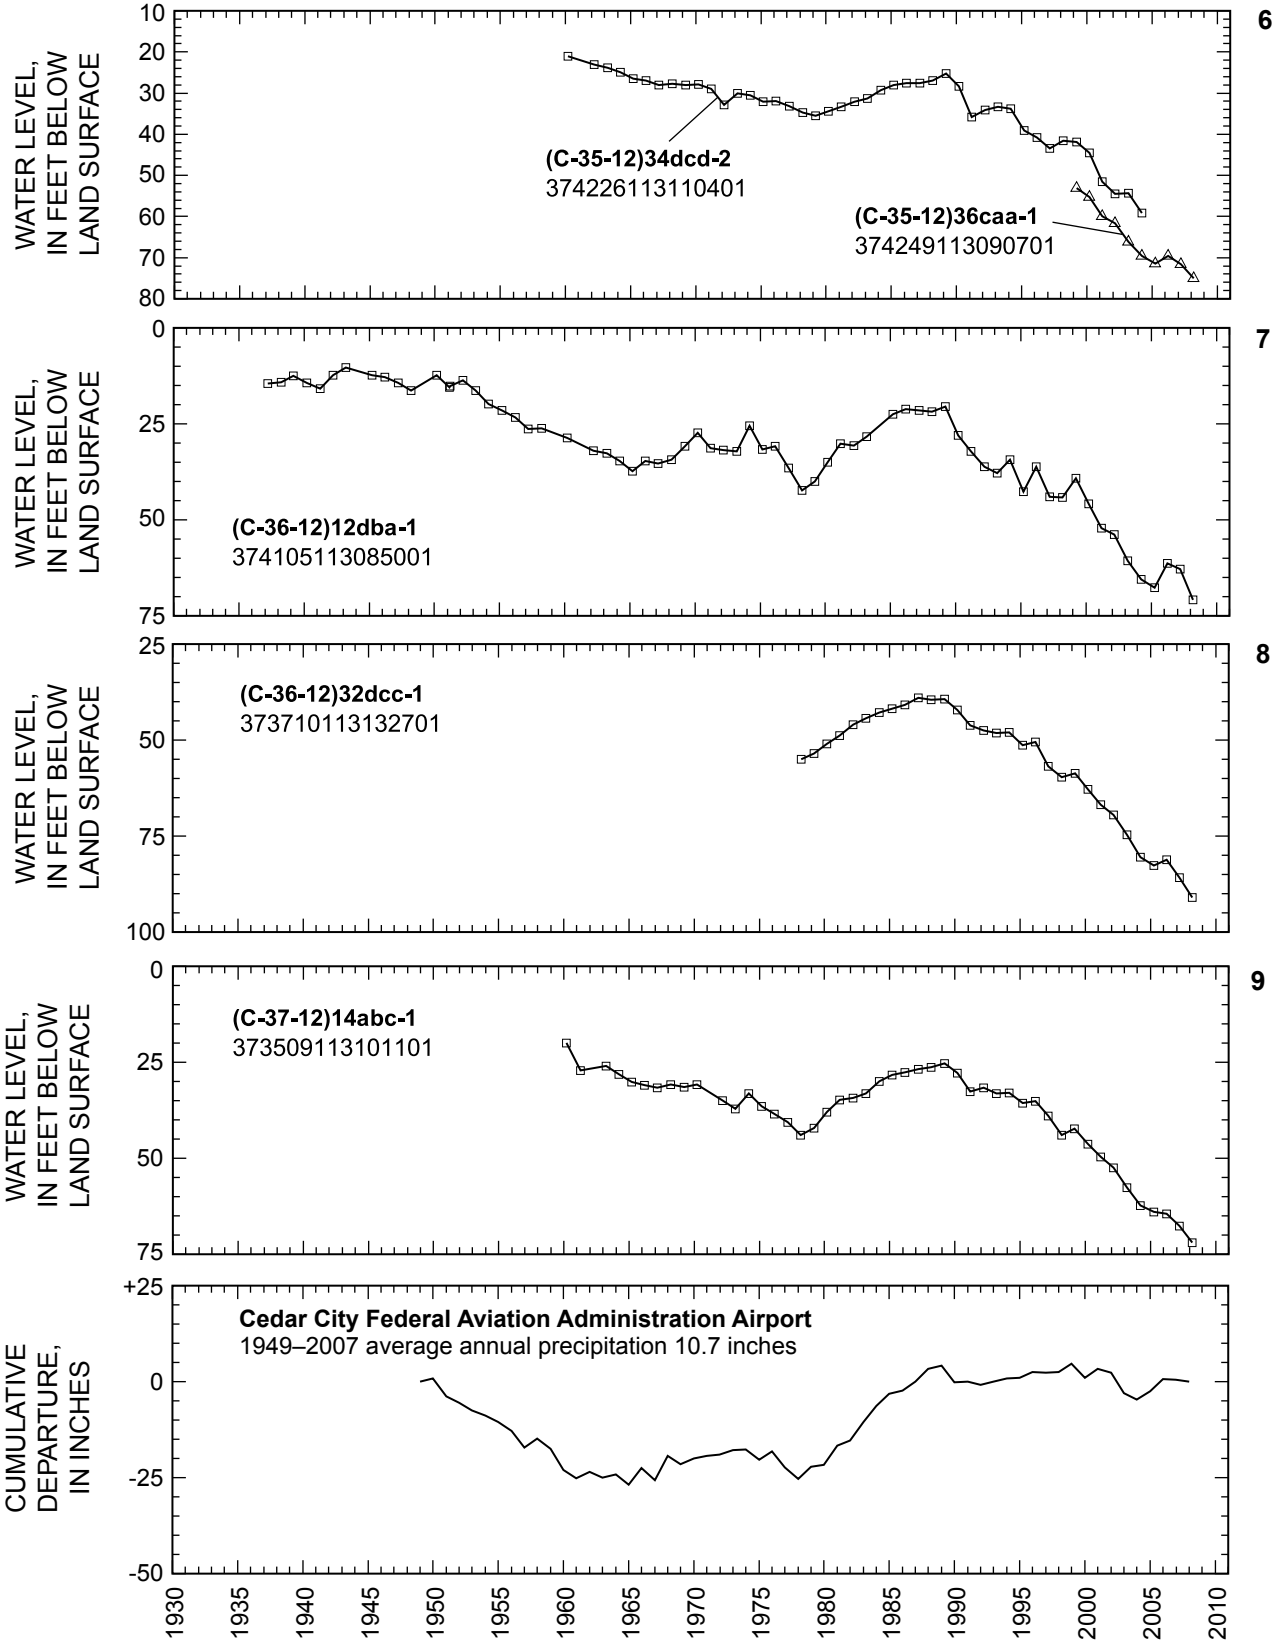 6
WATER LEVEL,
IN FEET BELOW
LAND SURFACE
10
20
30
40
50
60
70
80
(C-35-12)34dcd-2
374226113110401
(C-35-12)36caa-1
374249113090701
7
WATER LEVEL,
IN FEET BELOW
LAND SURFACE
0
25
50
75
(C-36-12)12dba-1
374105113085001
8
WATER LEVEL,
IN FEET BELOW
LAND SURFACE
25
50
75
100
(C-36-12)32dcc-1
373710113132701
9
WATER LEVEL,
IN FEET BELOW
LAND SURFACE
0
25
50
75
(C-37-12)14abc-1
373509113101101
CUMULATIVE
DEPARTURE,
IN INCHES
+25
0
-25
-50
Cedar City Federal Aviation Administration Airport
1949–2007 average annual precipitation 10.7 inches
1930
1935
1940
1945
1950
1955
1960
1965
1970
1975
1980
1985
1990
1995
2000
2005
2010